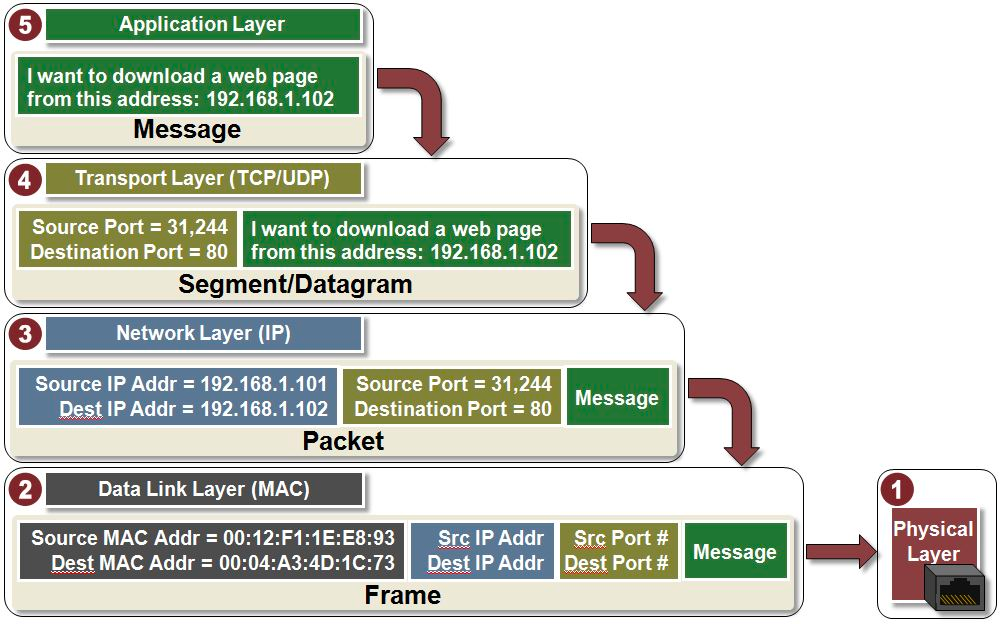 5
Application Layer
I want to download a web page
from this address: 192.168.1.102
Message
4
Transport Layer (TCP/UDP)
Source Port = 31,244
Destination Port = 80
I want to download a web page
from this address: 192.168.1.102
Segment/Datagram
3
Network Layer (IP)
Source IP Addr = 192.168.1.101
Dest IP Addr = 192.168.1.102
Source Port = 31,244
Destination Port = 80
Message
Packet
2
Data Link Layer (MAC)
Source MAC Addr = 00:12:F1:1E:E8:93
Dest MAC Addr = 00:04:A3:4D:1C:73
Src IP Addr
Dest IP Addr
Src Port #
Dest Port #
Message
Frame
1
Physical
Layer